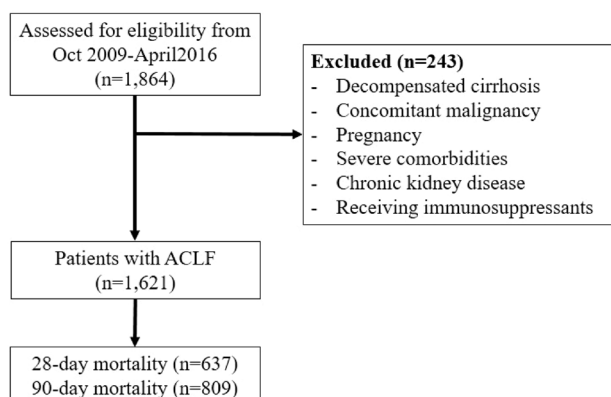 Assessed for eligibility from
Oct 2009-April2016
(n=1,864)
Excluded (n=243)
- Decompensated cirrhosis
- Concomitant malignancy
- Pregnancy
- Severe comorbidities
- Chronic kidney disease
- Receiving immunosuppressants
Patients with ACLF
(n=1,621)
28-day mortality (n=637)
90-day mortality (n=809)